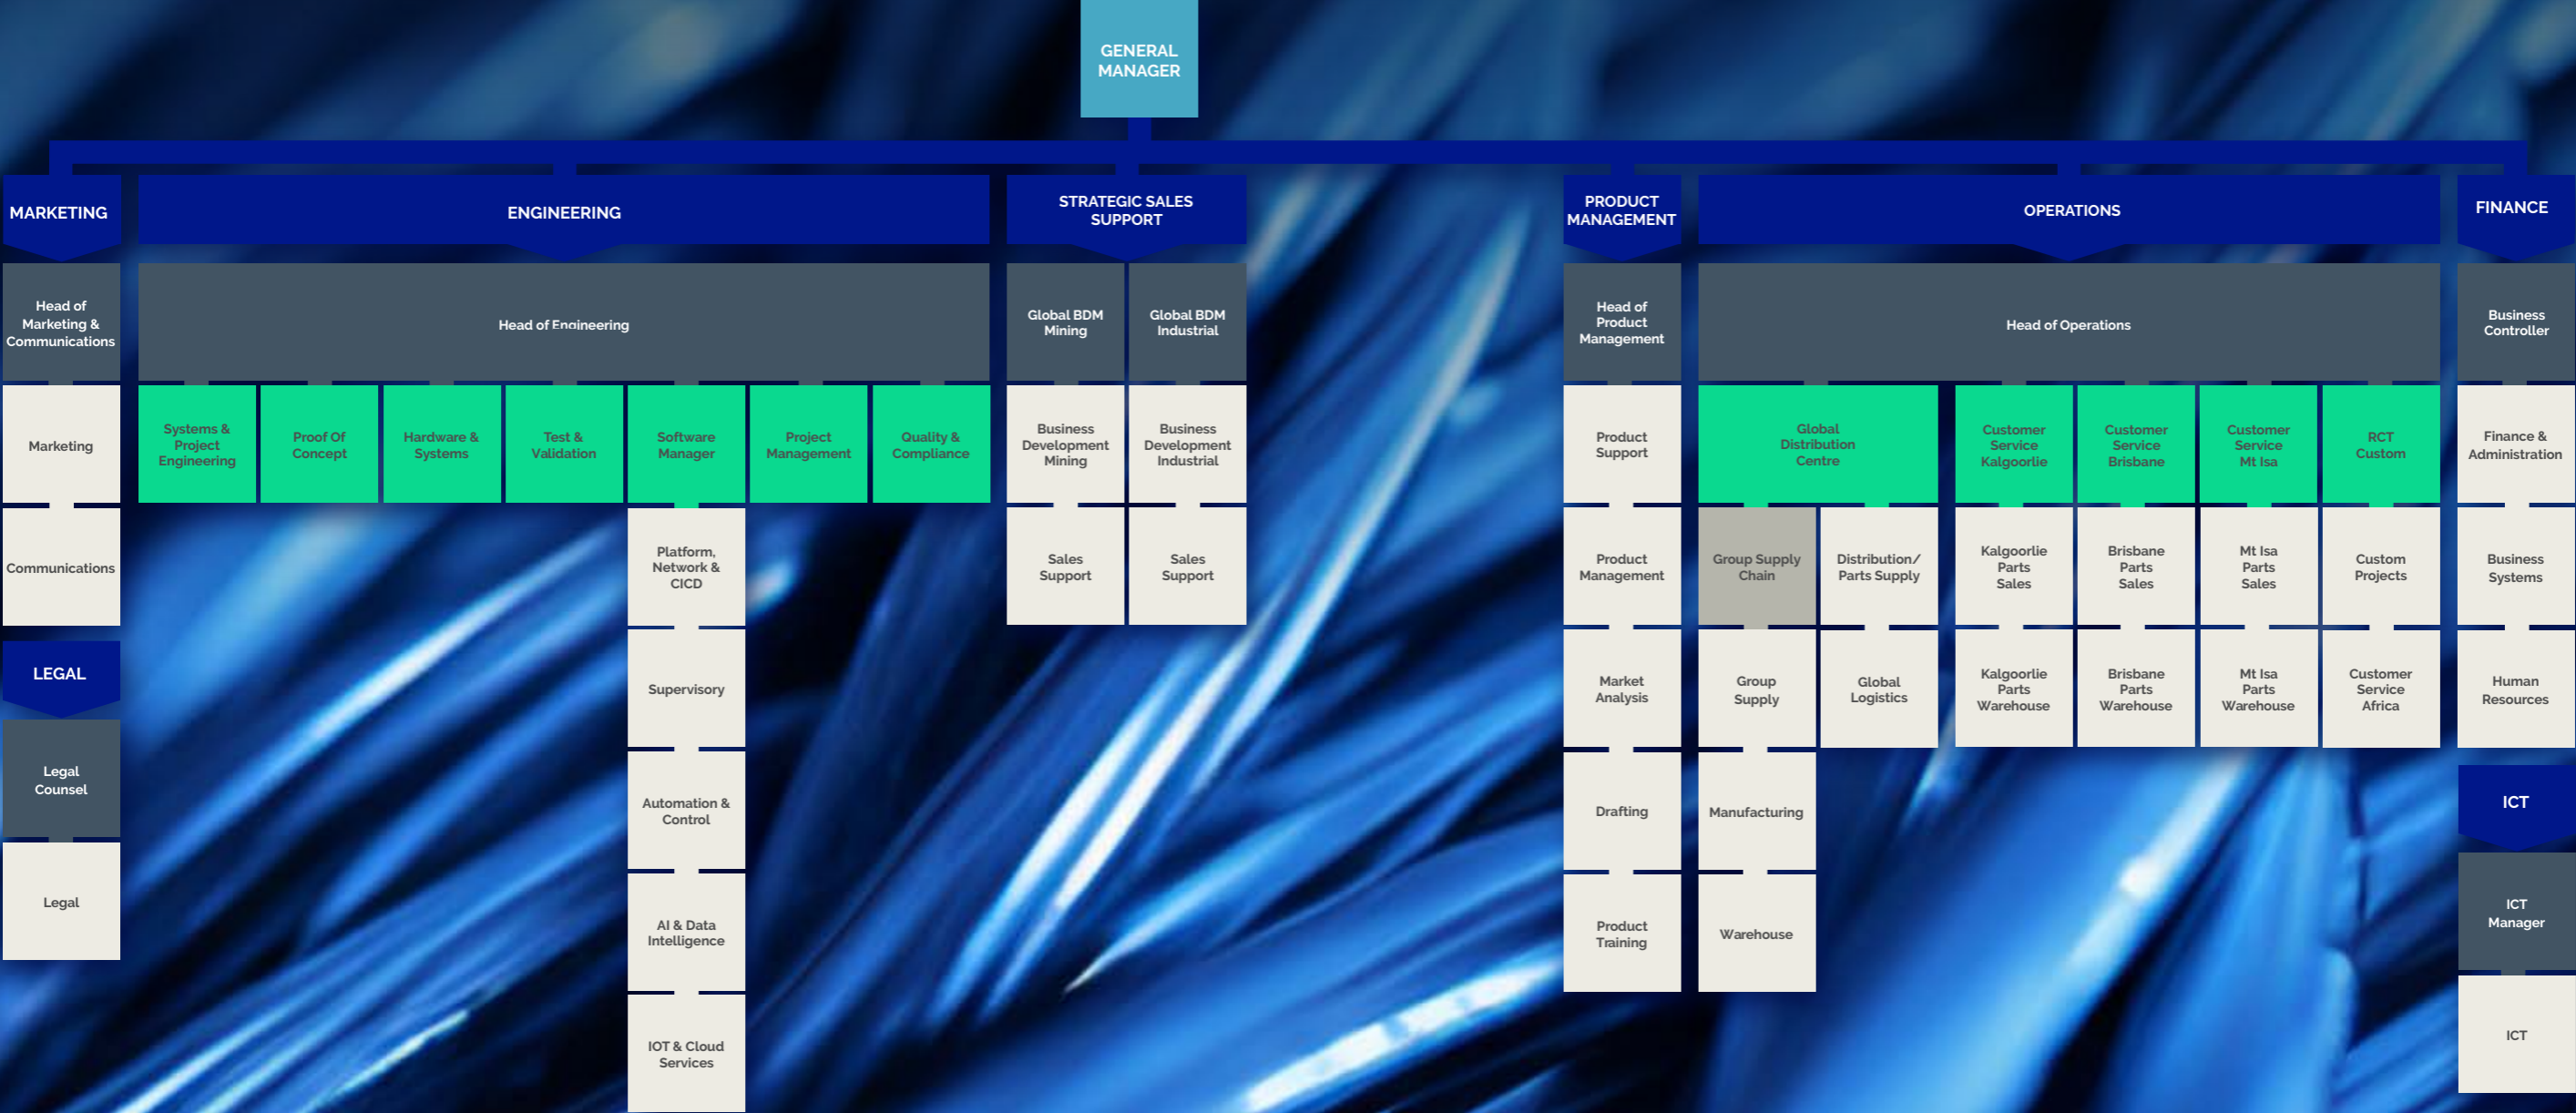 GENERAL
MANAGER
MARKETING
ENGINEERING
STRATEGIC SALES
SUPPORT
PRODUCT
MANAGEMENT
OPERATIONS
FINANCE
Head of
Marketing &
Communications
Head of Engineering
Global BDM
Mining
Global BDM
Industrial
Head of
Product
Management
Head of Operations
Business
Controller
Marketing
Systems &
Project
Engineering
Proof Of
Concept
Hardware &
Systems
Test &
Validation
Software
Manager
Project
Management
Quality &
Compliance
Business
Development
Mining
Business
Development
Industrial
Product
Support
Global
Distribution
Centre
Customer
Service
Kalgoorlie
Customer
Service
Brisbane
Customer
Service
Mt Isa
RCT
Custom
Finance &
Administration
Communications
Platform,
Network &
CICD
Sales
Support
Sales
Support
Product
Management
Group Supply
Chain
Distribution/
Parts Supply
Kalgoorlie
Parts
Sales
Brisbane
Parts
Sales
Mt Isa
Parts
Sales
Custom
Projects
Business
Systems
LEGAL
Supervisory
Market
Analysis
Group
Supply
Global
Logistics
Kalgoorlie
Parts
Warehouse
Brisbane
Parts
Warehouse
Mt Isa
Parts
Warehouse
Customer
Service
Africa
Human
Resources
Legal
Counsel
Automation &
Control
Drafting
Manufacturing
ICT
Legal
AI & Data
Intelligence
Product
Training
Warehouse
ICT
Manager
IOT & Cloud
Services
ICT